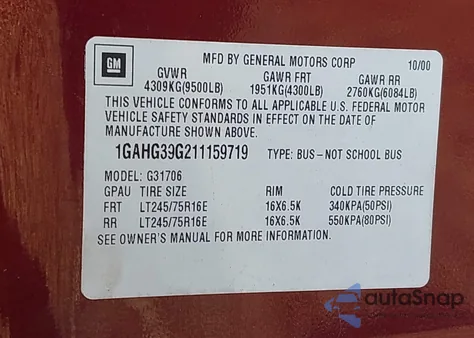 GM
MFD BY GENERAL MOTORS CORP 10/00
GVWR GAWR FRT GAWR RR
4309KG(9500LB) 1951KG(4300LB) 2760KG(6084LB)
THIS VEHICLE CONFORMS TO ALL APPLICABLE U.S. FEDERAL MOTOR
VEHICLE SAFETY STANDARDS IN EFFECT ON THE DATE OF
MANUFACTURE SHOWN ABOVE.
1GAHG39G211159719 TYPE: BUS-NOT SCHOOL BUS
MODEL: G31706
GPAU TIRE SIZE RIM COLD TIRE PRESSURE
FRT LT245/75R16E 16X6.5K 340KPA(50PSI)
RR LT245/75R16E 16X6.5K 550KPA(80PSI)
SEE OWNER'S MANUAL FOR MORE INFORMATION.
autoSnap